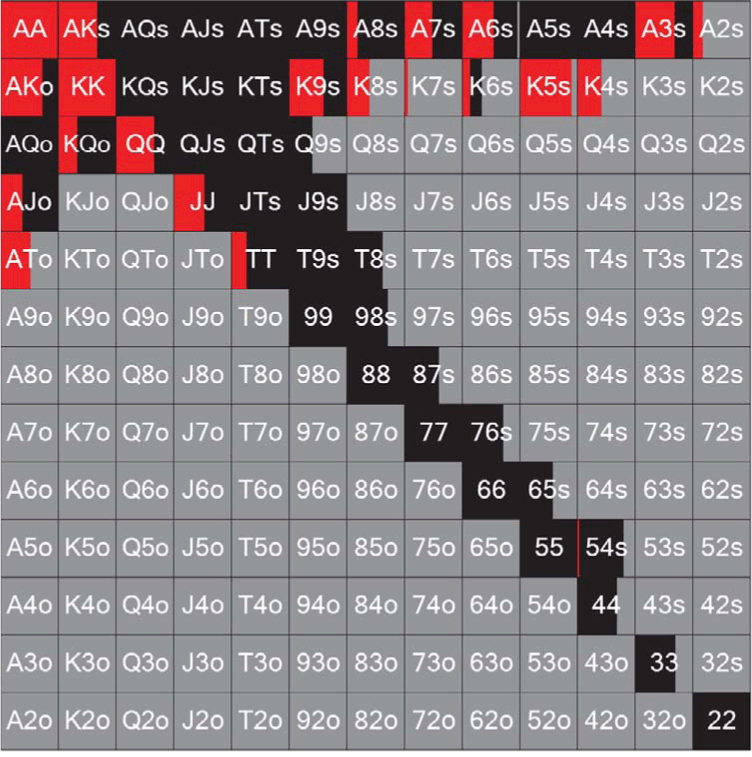 AA AKs AQs AJs ATs A9s A8s A7s A6s A5s A4s A3s A2s
AKo KK KQs KJs KTs K9s K8s K7s K6s K5s K4s K3s K2s
AQo KQo QQ QJs QTs Q9s Q8s Q7s Q6s Q5s Q4s Q3s Q2s
AJo KJo QJo JJ JTs J9s J8s J7s J6s J5s J4s J3s J2s
ATo KTo QTo JTo TT T9s T8s T7s T6s T5s T4s T3s T2s
A9o K9o Q9o J9o T9o 99 98s 97s 96s 95s 94s 93s 92s
A8o K8o Q8o J8o T8o 98o 88 87s 86s 85s 84s 83s 82s
A7o K7o Q7o J7o T7o 97o 87o 77 76s 75s 74s 73s 72s
A6o K6o Q6o J6o T6o 96o 86o 76o 66 65s 64s 63s 62s
A5o K5o Q5o J5o T5o 95o 85o 75o 65o 55 54s 53s 52s
A4o K4o Q4o J4o T4o 94o 84o 74o 64o 54o 44 43s 42s
A3o K3o Q3o J3o T3o 93o 83o 73o 63o 53o 43o 33 32s
A2o K2o Q2o J2o T2o 92o 82o 72o 62o 52o 42o 32o 22